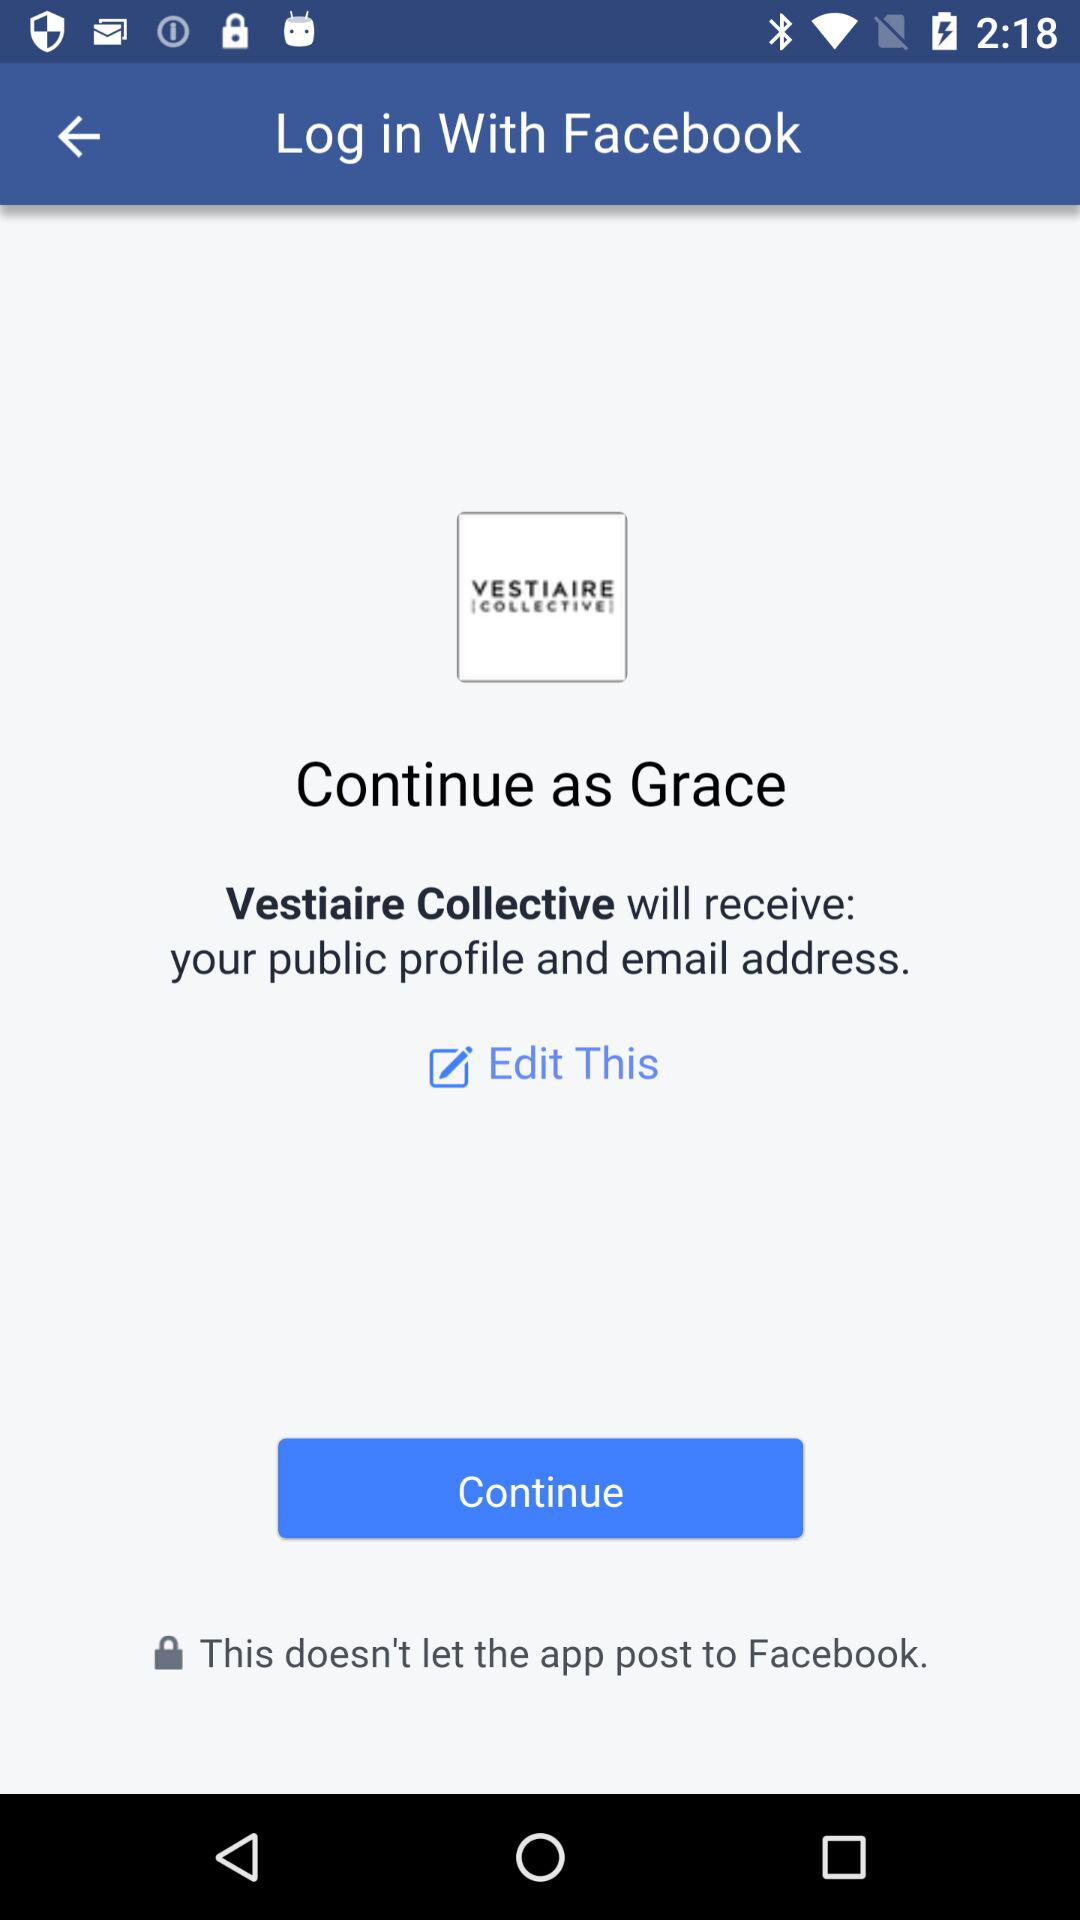 2:18
Log in With Facebook
VESTIAIRE
|COLLECTIVE|
Continue as Grace
Vestiaire Collective will receive:
your public profile and email address.
Edit This
Continue
This doesn't let the app post to Facebook.